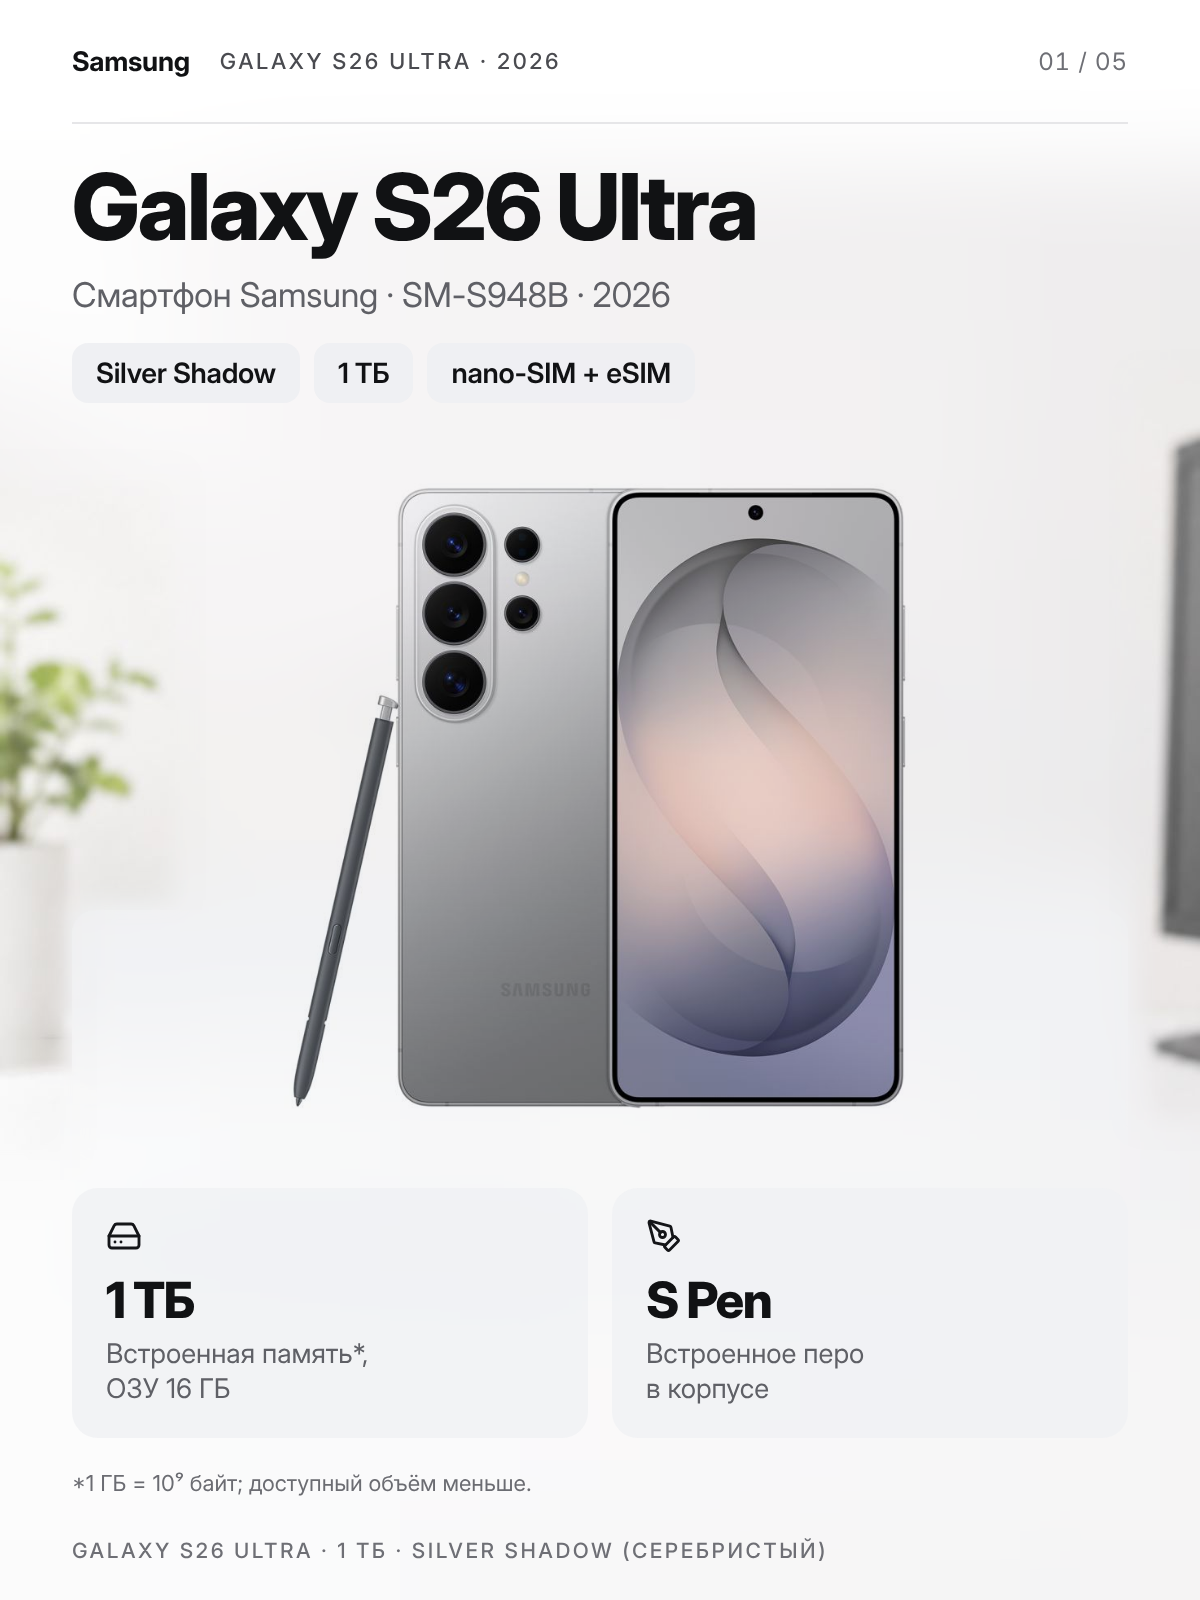 Samsung GALAXY S26 ULTRA · 2026 01 / 05
Galaxy S26 Ultra
Смартфон Samsung · SM-S948B · 2026
Silver Shadow 1 ТБ nano-SIM + eSIM
SAMSUNG
1 ТБ
Встроенная память*,
ОЗУ 16 ГБ
S Pen
Встроенное перо
в корпусе
*1 ГБ = 10⁹ байт; доступный объём меньше.
GALAXY S26 ULTRA · 1 ТБ · SILVER SHADOW (СЕРЕБРИСТЫЙ)